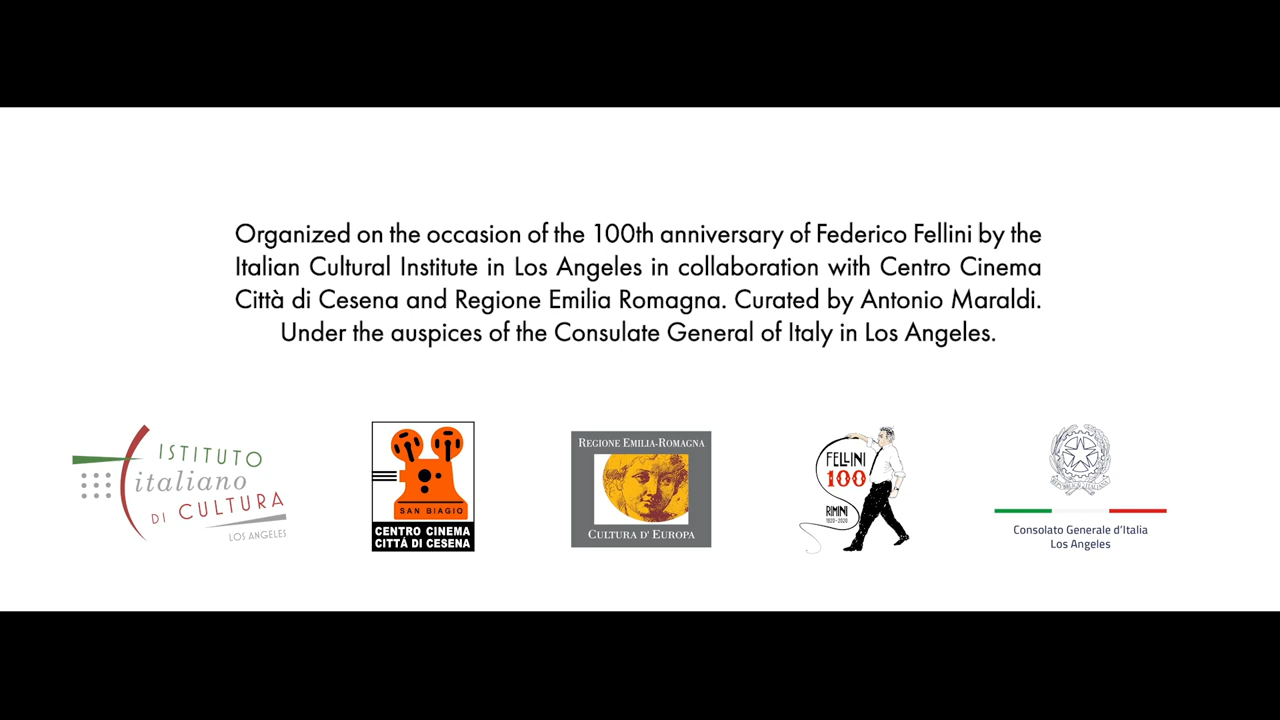 Organized on the occasion of the 100th anniversary of Federico Fellini by the
Italian Cultural Institute in Los Angeles in collaboration with Centro Cinema
Città di Cesena and Regione Emilia Romagna. Curated by Antonio Maraldi.
Under the auspices of the Consulate General of Italy in Los Angeles.
ISTITUTO
italiano
DI CULTURA
LOS ANGELES
SAN BIAGIO
CENTRO CINEMA
CITTÀ DI CESENA
REGIONE EMILIA-ROMAGNA
CULTURA D' EUROPA
FELLINI
100
RIMINI
1920-2020
Consolato Generale d'Italia
Los Angeles